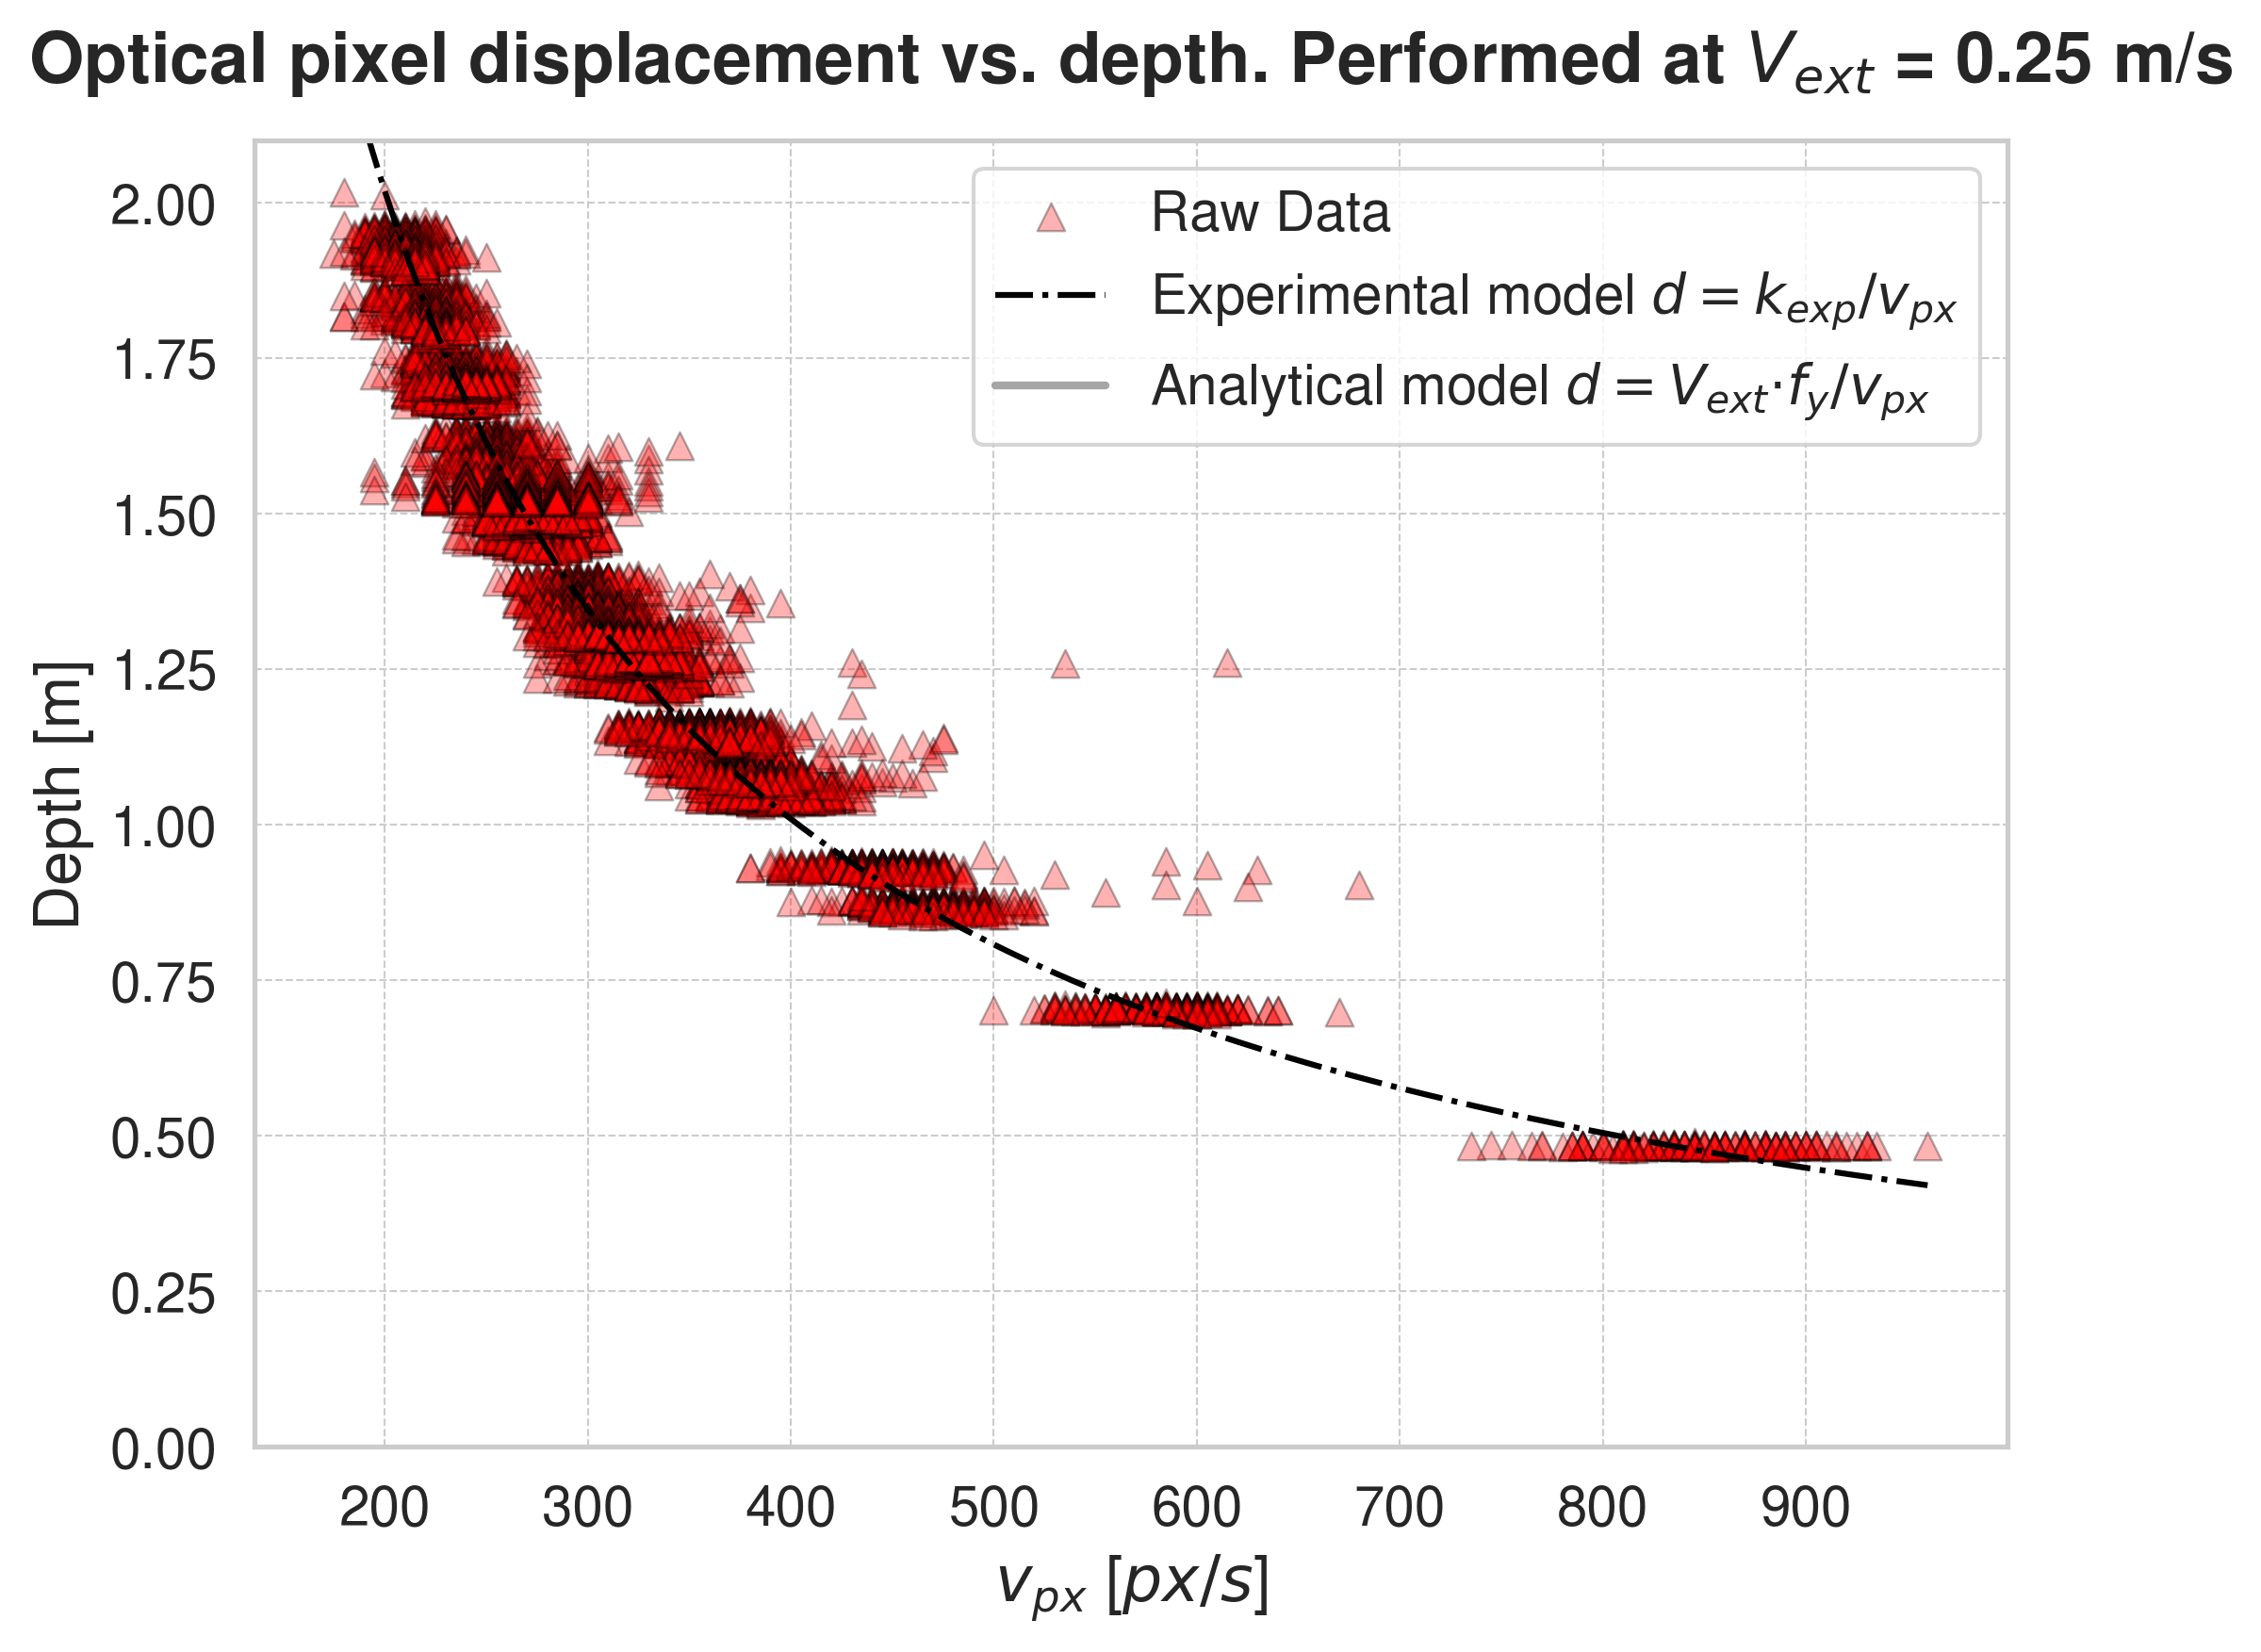 Optical pixel displacement vs. depth. Performed at V_ext = 0.25 m/s
Raw Data
Experimental model d = k_exp/v_px
Analytical model d = V_ext·f_y/v_px
Depth [m]
2.00
1.75
1.50
1.25
1.00
0.75
0.50
0.25
0.00
200 300 400 500 600 700 800 900
v_px [px/s]